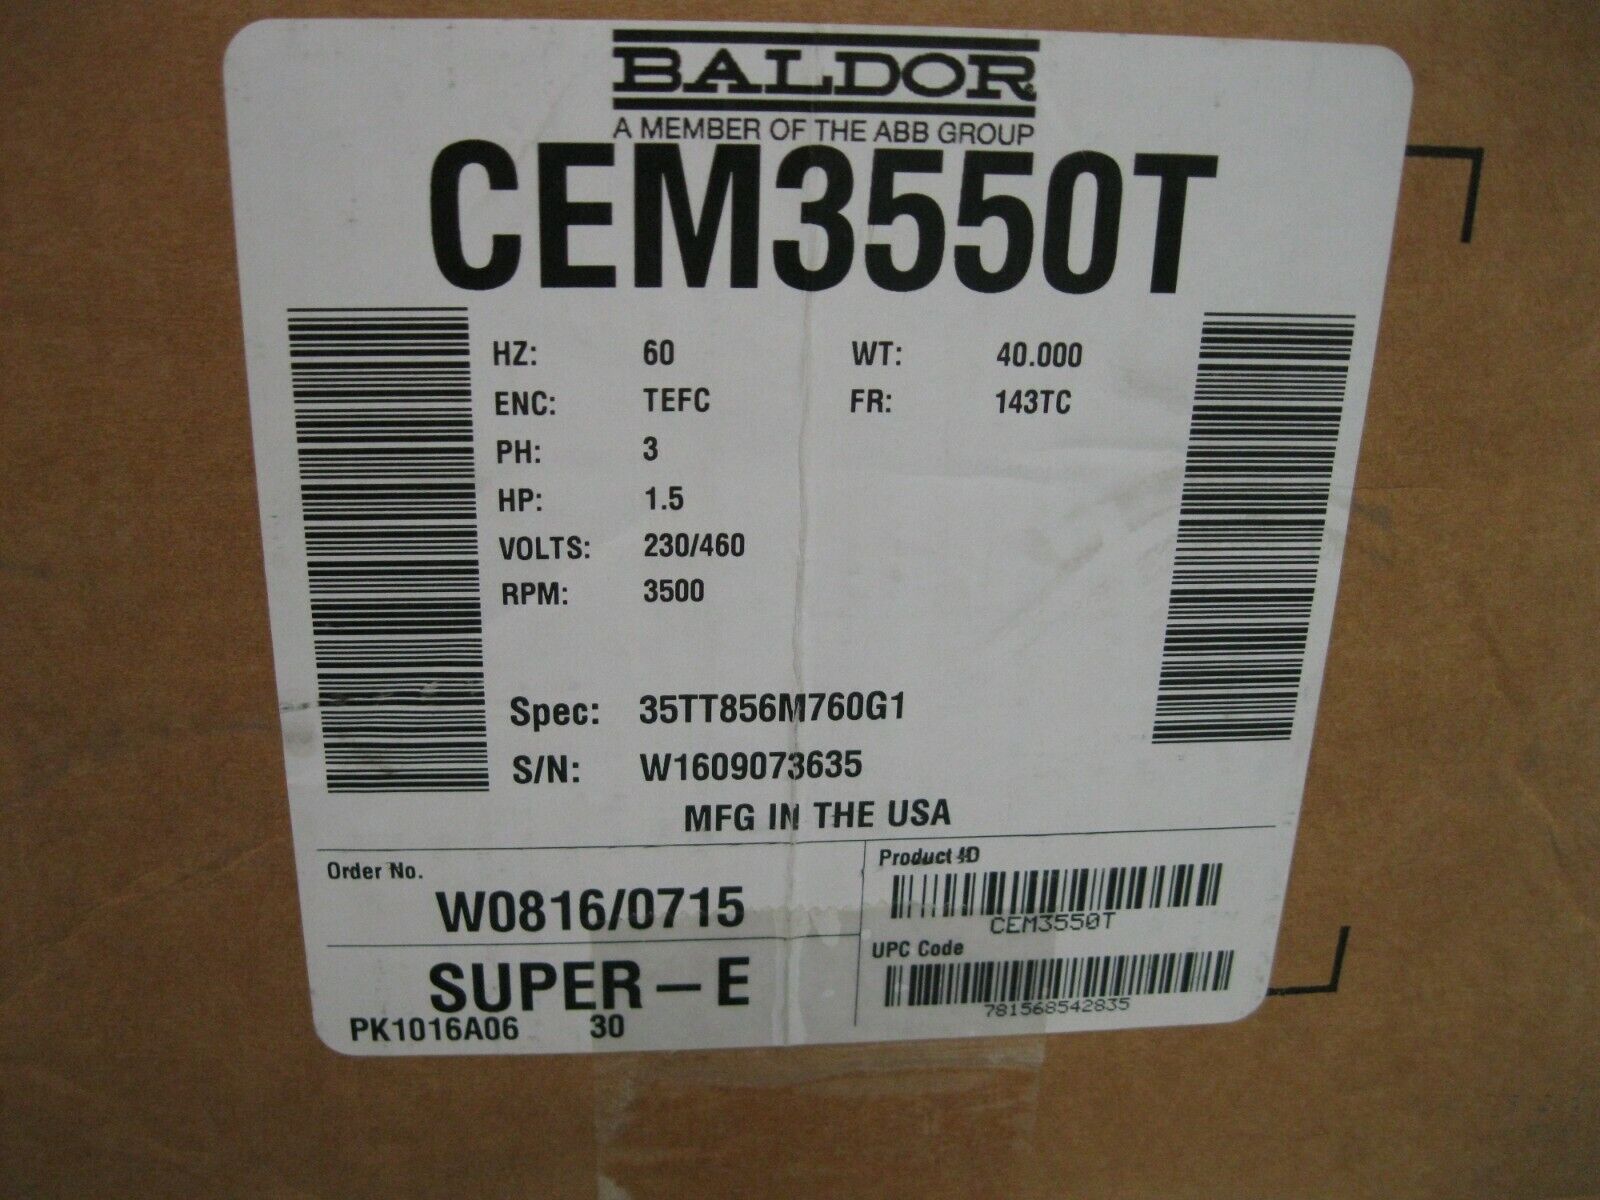 BALDOR
A MEMBER OF THE ABB GROUP
CEM3550T
HZ: 60 WT: 40.000
ENC: TEFC FR: 143TC
PH: 3
HP: 1.5
VOLTS: 230/460
RPM: 3500
Spec: 35TT856M760G1
S/N: W1609073635
MFG IN THE USA
Order No.
W0816/0715
Product ID
CEM3550T
UPC Code
781568542835
SUPER-E
PK1016A06 30